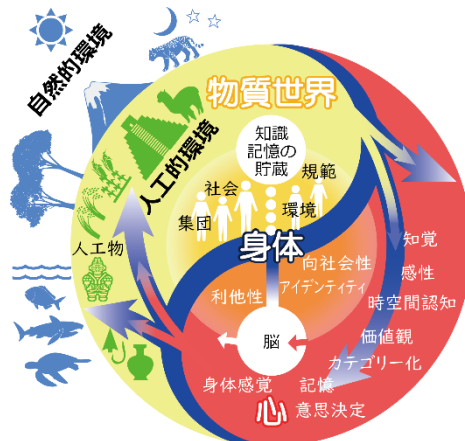 自然的環境
人工的環境
物質世界
知識
記憶の
貯蔵
規範
社会
集団
環境
人工物
身体
向社会性
アイデンティティ
利他性
脳
知覚
感性
時空間認知
価値観
カテゴリー化
身体感覚
記憶
心
意思決定